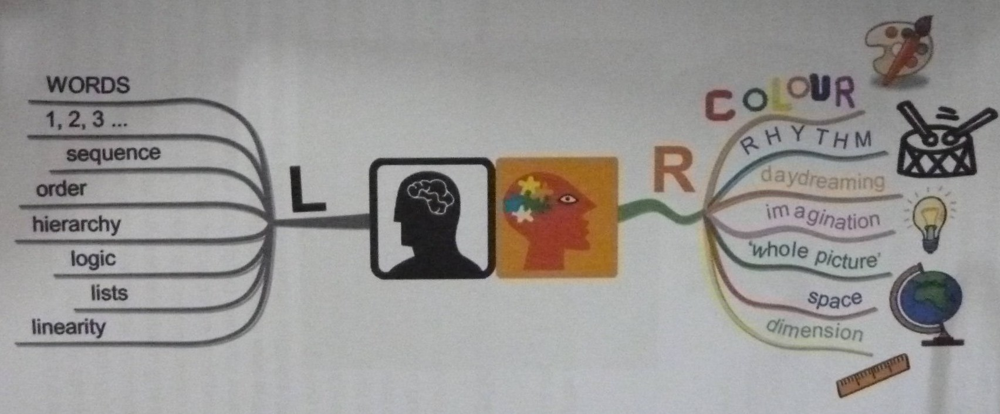 WORDS
1, 2, 3 ...
sequence
order
hierarchy
logic
lists
linearity
L
R
COLOUR
RHYTHM
daydreaming
imagination
'whole picture'
space
dimension